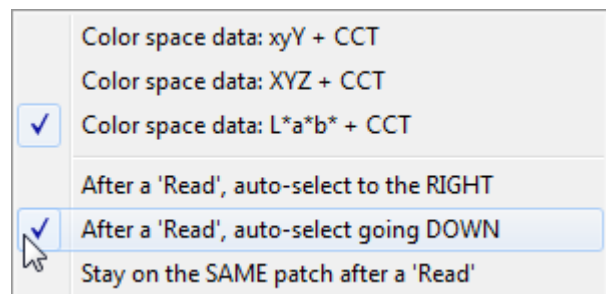 Color space data: xyY + CCT
Color space data: XYZ + CCT
Color space data: L*a*b* + CCT
After a 'Read', auto-select to the RIGHT
After a 'Read', auto-select going DOWN
Stay on the SAME patch after a 'Read'